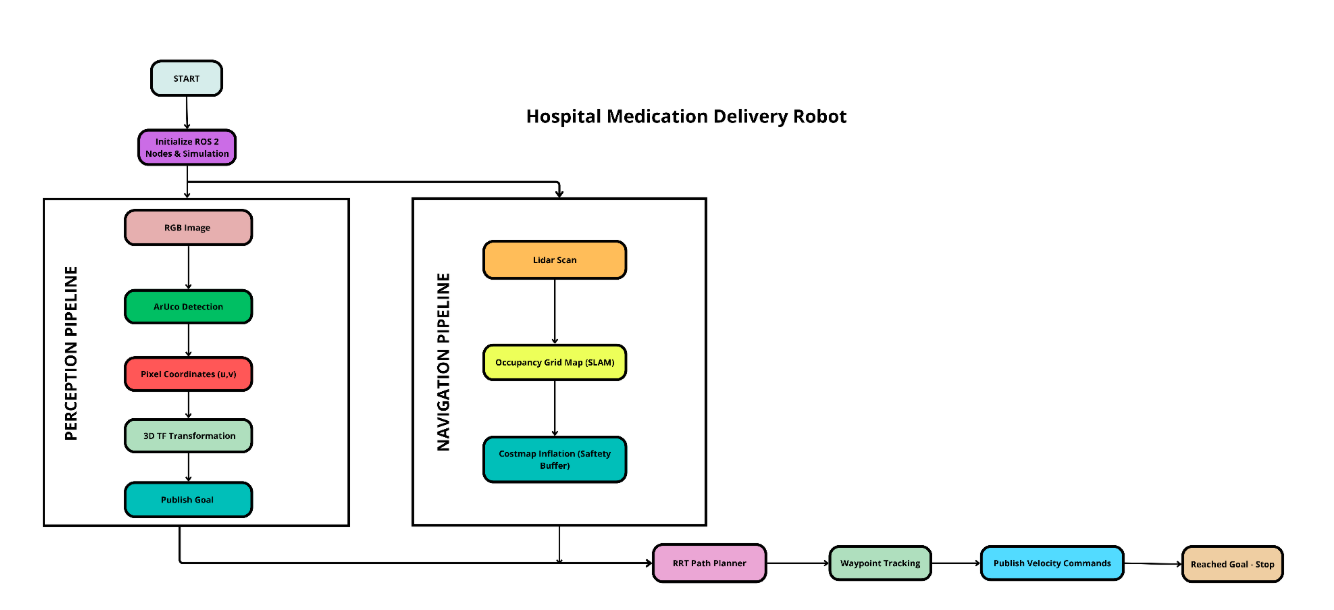 START
Hospital Medication Delivery Robot
Initialize ROS 2
Nodes & Simulation
PERCEPTION PIPELINE
RGB Image
ArUco Detection
Pixel Coordinates (u,v)
3D TF Transformation
Publish Goal
NAVIGATION PIPELINE
Lidar Scan
Occupancy Grid Map (SLAM)
Costmap Inflation (Saftety
Buffer)
RRT Path Planner
Waypoint Tracking
Publish Velocity Commands
Reached Goal - Stop